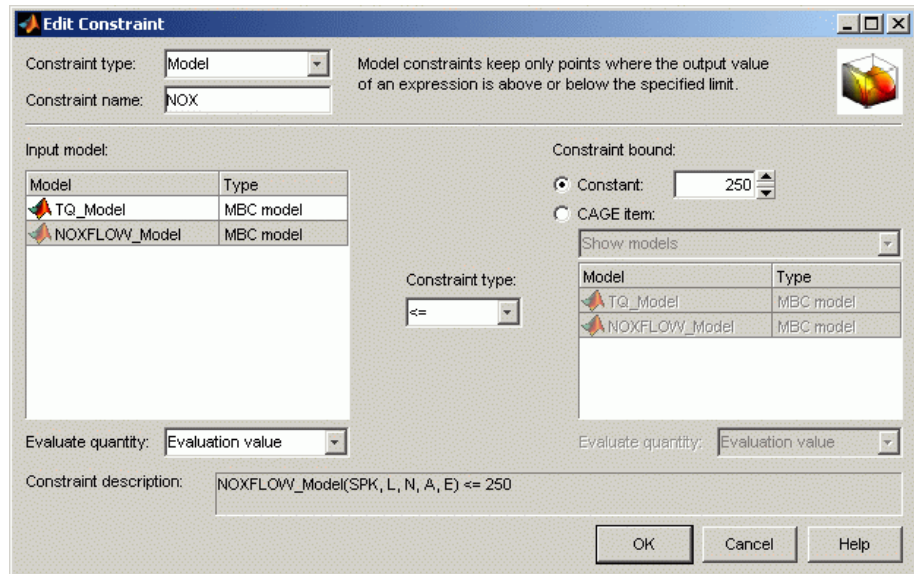 Edit Constraint
Constraint type: Model
Model constraints keep only points where the output value
of an expression is above or below the specified limit.
Constraint name: NOX
Input model:
Model Type
TQ_Model MBC model
NOXFLOW_Model MBC model
Evaluate quantity: Evaluation value
Constraint type:
<=
Constraint bound:
Constant: 250
CAGE item:
Show models
Model Type
TQ_Model MBC model
NOXFLOW_Model MBC model
Evaluate quantity: Evaluation value
Constraint description: NOXFLOW_Model(SPK, L, N, A, E) <= 250
OK Cancel Help